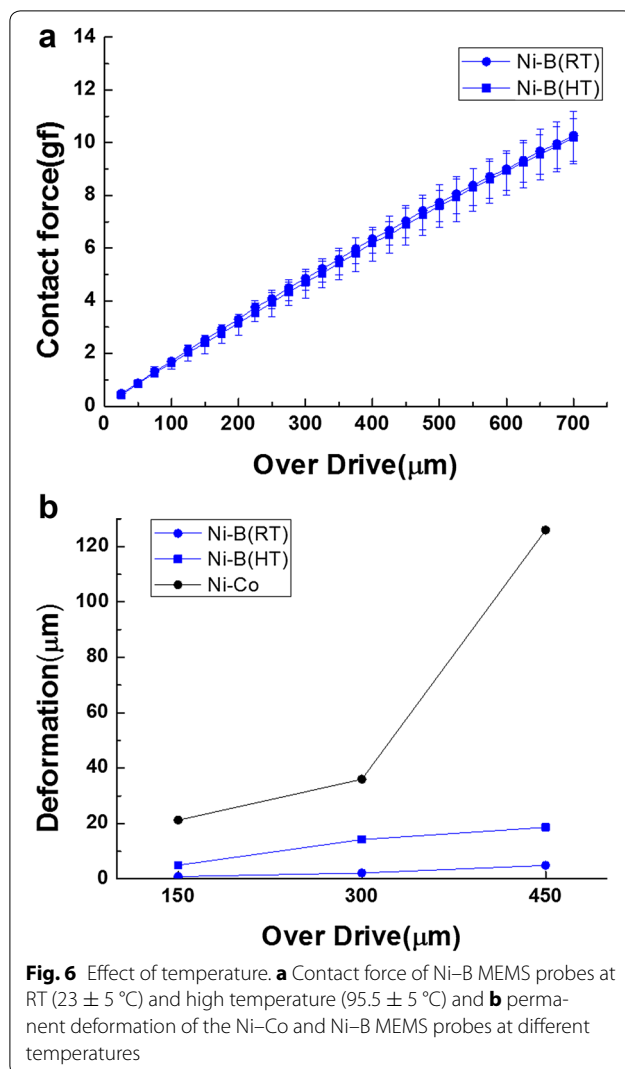 a
14
12
10
8
6
4
2
0
Contact force(gf)
Ni-B(RT)
Ni-B(HT)
0 100 200 300 400 500 600 700
Over Drive(μm)
b
120
100
80
60
40
20
0
Deformation(μm)
Ni-B(RT)
Ni-B(HT)
Ni-Co
150 300 450
Over Drive(μm)
Fig. 6 Effect of temperature. a Contact force of Ni–B MEMS probes at
RT (23 ± 5 °C) and high temperature (95.5 ± 5 °C) and b perma-
nent deformation of the Ni–Co and Ni–B MEMS probes at different
temperatures